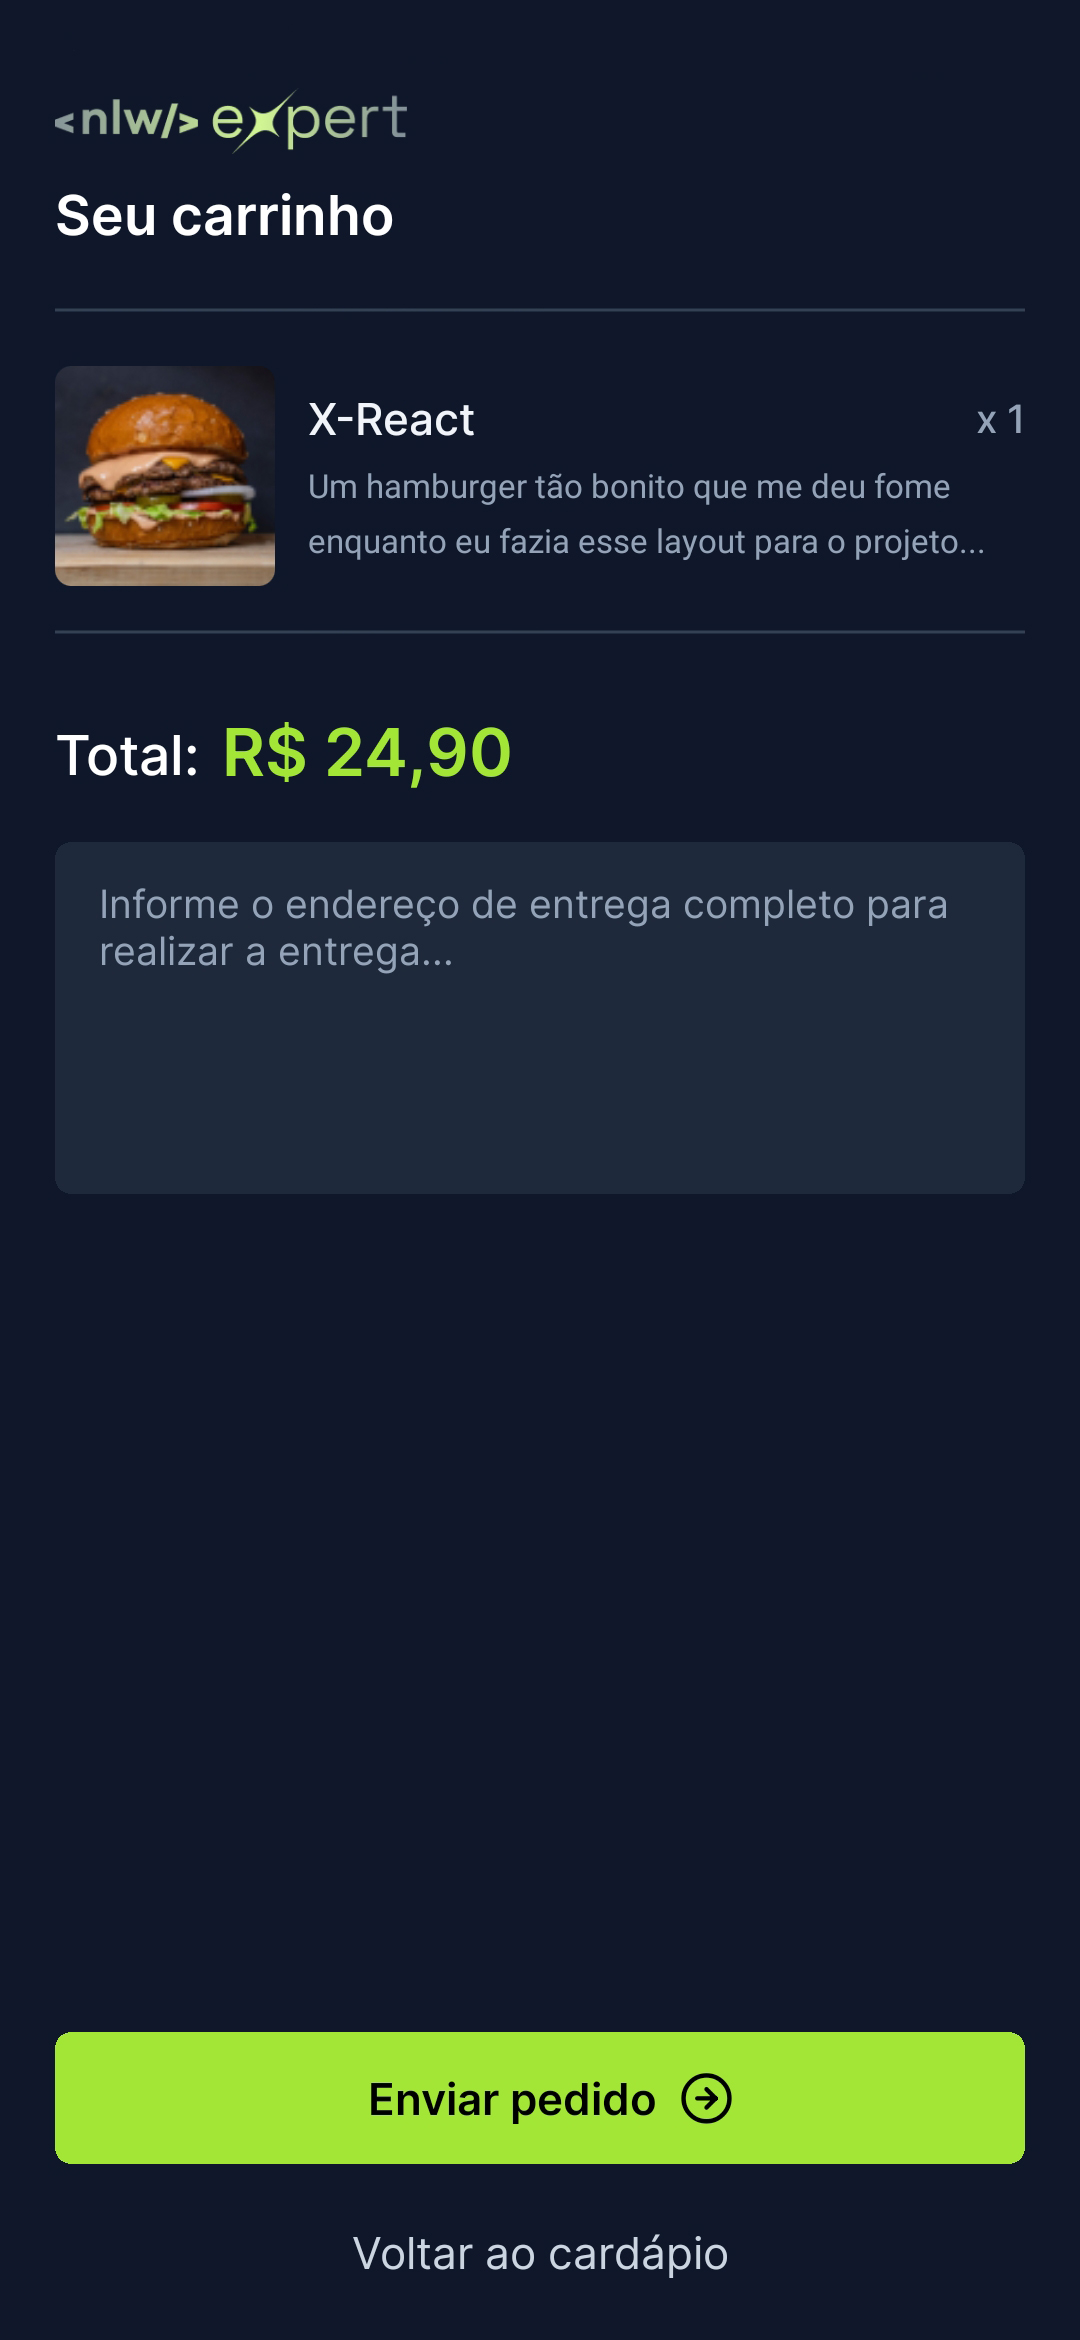 <nlw/> expert
Seu carrinho
X-React
x 1
Um hamburger tão bonito que me deu fome
enquanto eu fazia esse layout para o projeto...
Total: R$ 24,90
Informe o endereço de entrega completo para
realizar a entrega...
Enviar pedido
Voltar ao cardápio